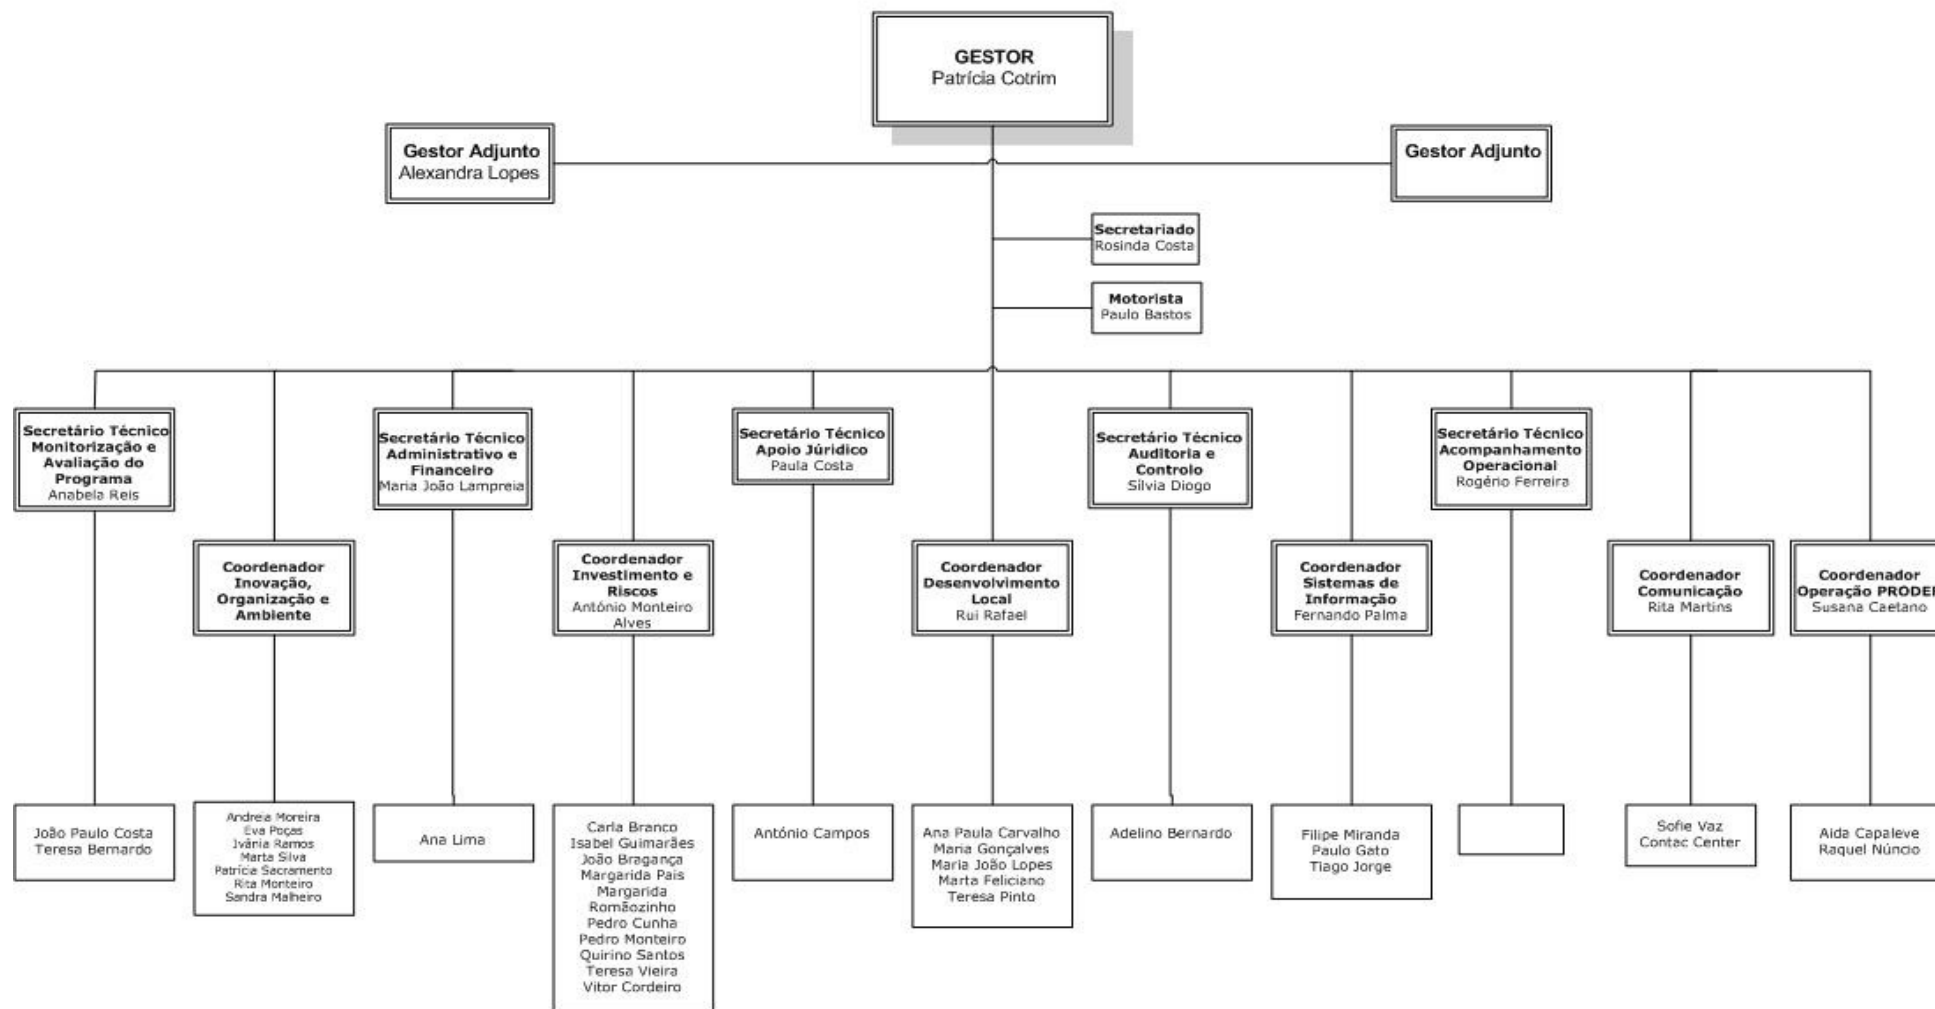 GESTOR
Patrícia Cotrim
Gestor Adjunto
Alexandra Lopes
Gestor Adjunto
Secretariado
Rosinda Costa
Motorista
Paulo Bastos
Secretário Técnico
Monitorização e
Avaliação do
Programa
Anabela Reis
Secretário Técnico
Administrativo e
Financeiro
Maria João Lampreia
Secretário Técnico
Apoio Júridico
Paula Costa
Secretário Técnico
Auditoria e
Controlo
Sílvia Diogo
Secretário Técnico
Acompanhamento
Operacional
Rogério Ferreira
Coordenador
Inovação,
Organização e
Ambiente
Coordenador
Investimento e
Riscos
António Monteiro
Alves
Coordenador
Desenvolvimento
Local
Rui Rafael
Coordenador
Sistemas de
Informação
Fernando Palma
Coordenador
Comunicação
Rita Martins
Coordenador
Operação PRODER
Susana Caetano
João Paulo Costa
Teresa Bernardo
Andreia Moreira
Eva Poças
Ivânia Ramos
Marta Silva
Patrícia Sacramento
Rita Monteiro
Sandra Malheiro
Ana Lima
Carla Branco
Isabel Guimarães
João Bragança
Margarida Pais
Margarida
Romãozinho
Pedro Cunha
Pedro Monteiro
Quirino Santos
Teresa Vieira
Vitor Cordeiro
António Campos
Ana Paula Carvalho
Maria Gonçalves
Maria João Lopes
Marta Feliciano
Teresa Pinto
Adelino Bernardo
Filipe Miranda
Paulo Gato
Tiago Jorge
Sofie Vaz
Contac Center
Aida Capaleve
Raquel Núncio